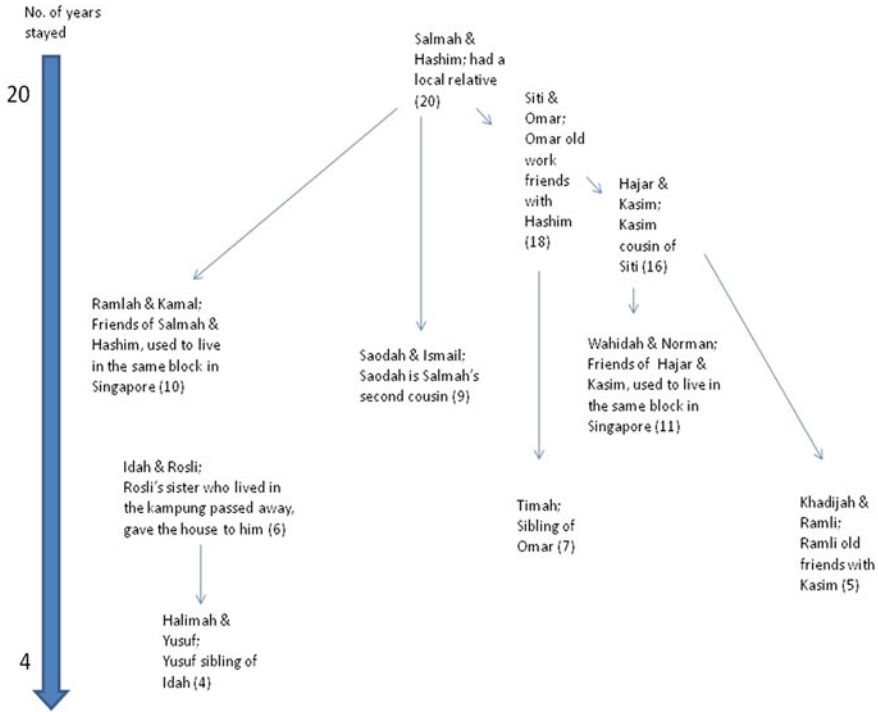 No. of years
stayed
20
Salmah &
Hashim; had a
local relative
(20)
Siti &
Omar;
Omar old
work
friends
with
Hashim
(18)
Hajar &
Kasim;
Kasim
cousin of
Siti (16)
Ramlah & Kamal;
Friends of Salmah &
Hashim, used to live
in the same block in
Singapore (10)
Saodah & Ismail;
Saodah is Salmah's
second cousin (9)
Wahidah & Norman;
Friends of Hajar &
Kasim, used to live in
the same block in
Singapore (11)
Idah & Rosli;
Rosli's sister who lived in
the kampung passed away,
gave the house to him (6)
Timah;
Sibling of
Omar (7)
Khadijah &
Ramli;
Ramli old
friends with
Kasim (5)
Halimah &
Yusuf;
Yusuf sibling of
Idah (4)
4